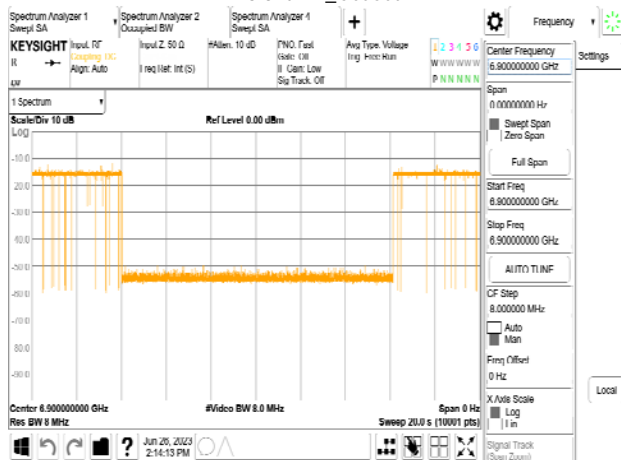 Spectrum Analyzer 1
Swept SA
Spectrum Analyzer 2
Occupied BW
Spectrum Analyzer 4
Swept SA
+
Frequency
KEYSIGHT
Input: RF
Coupling: DC
Align: Auto
Input Z: 50 Ω
Freq Ref: Int (S)
#Atten: 10 dB
PNO: Fast
Gate: Off
IF Gain: Low
Sig Track: Off
Avg Type: Voltage
Trig: Free Run
1 2 3 4 5 6
W W W W W W
P N N N N N
Center Frequency
6.900000000 GHz
Settings
Span
0.00000000 Hz
Swept Span
Zero Span
Full Span
Start Freq
6.900000000 GHz
Stop Freq
6.900000000 GHz
AUTO TUNE
CF Step
8.000000 MHz
Auto
Man
Freq Offset
0 Hz
X Axis Scale
Log
Lin
Local
Signal Track
(Span Zoom)
1 Spectrum
Scale/Div 10 dB
Ref Level 0.00 dBm
Log
-10.0
-20.0
-30.0
-40.0
-50.0
-60.0
-70.0
-80.0
-90.0
Center 6.900000000 GHz
#Video BW 8.0 MHz
Span 0 Hz
Res BW 8 MHz
Sweep 20.0 s (10001 pts)
?
Jun 26, 2023
2:14:13 PM